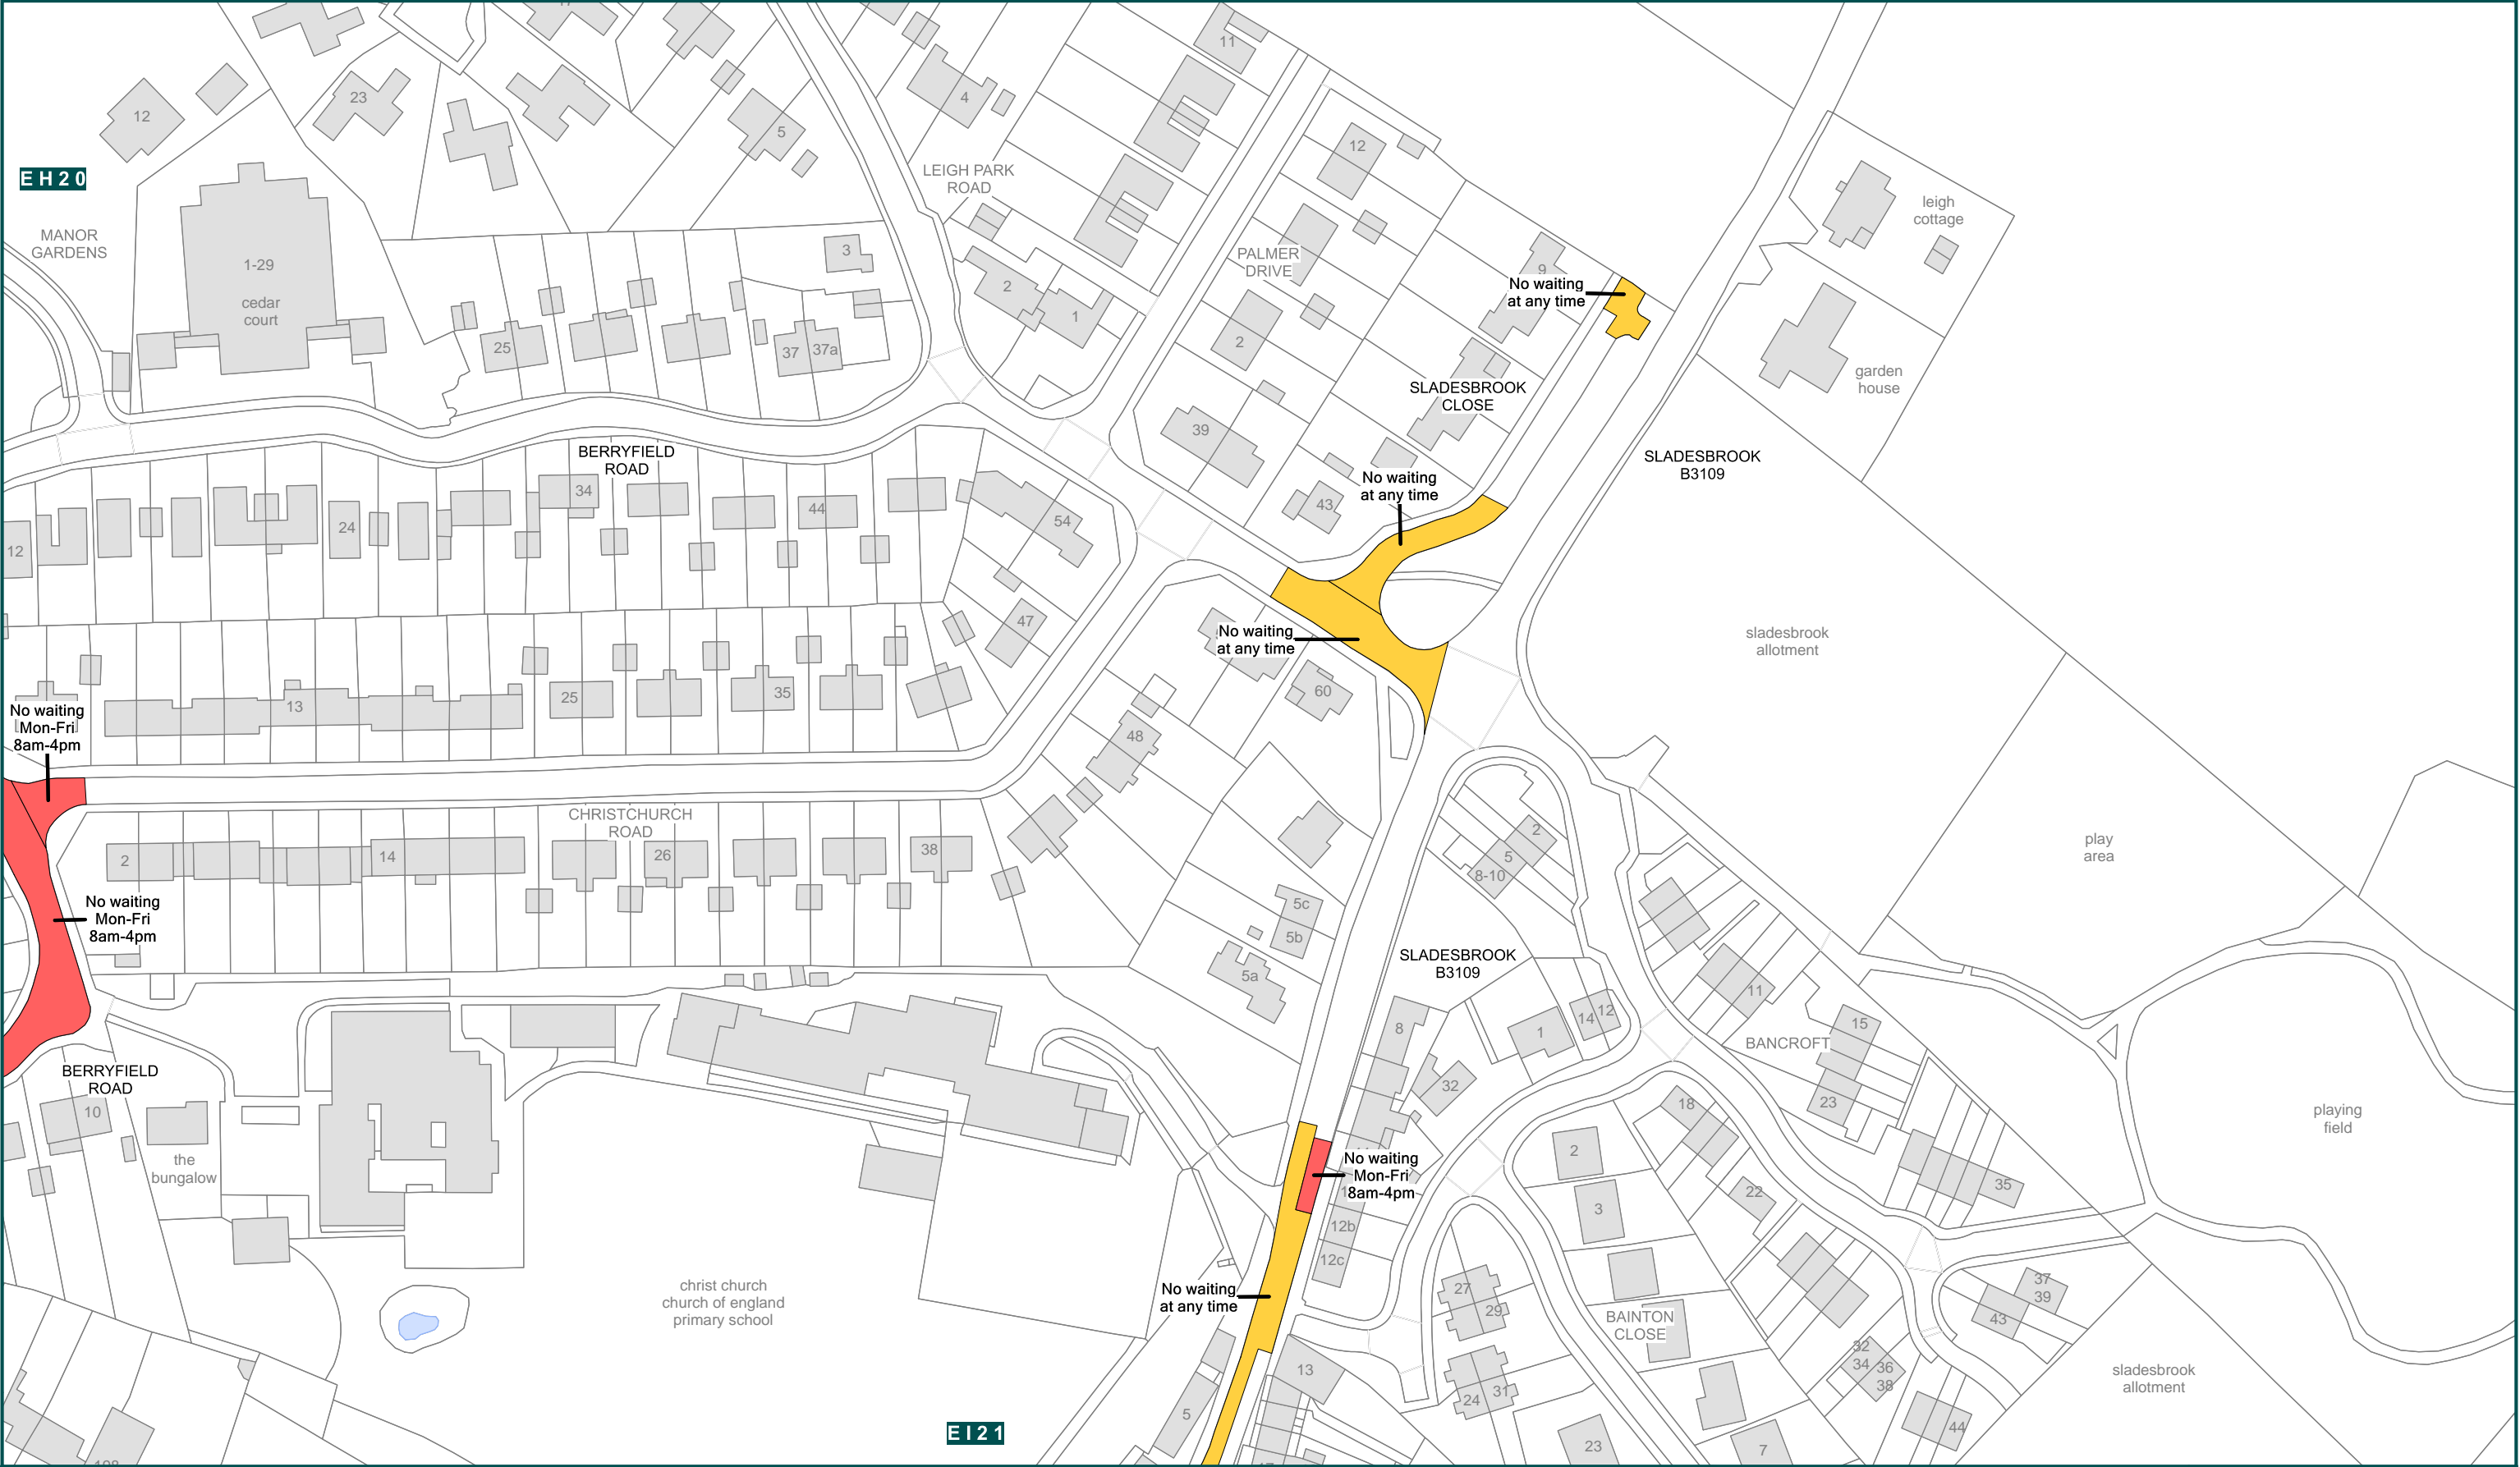 11
12
23
4
5
12
EH20
LEIGH PARK
ROAD
leigh
cottage
MANOR
GARDENS
1-29
cedar
court
3
PALMER
DRIVE
9
No waiting
at any time
2
1
25
37
37a
2
garden
house
SLADESBROOK
CLOSE
39
BERRYFIELD
ROAD
SLADESBROOK
B3109
34
No waiting
at any time
24
44
54
43
12
47
No waiting
at any time
sladesbrook
allotment
25
35
60
13
No waiting
Mon-Fri
8am-4pm
48
CHRISTCHURCH
ROAD
2
14
26
38
2
5
8-10
play
area
No waiting
Mon-Fri
8am-4pm
5c
5b
5a
SLADESBROOK
B3109
11
8
1
14
12
15
BANCROFT
BERRYFIELD
ROAD
32
10
18
23
playing
field
the
bungalow
2
No waiting
Mon-Fri
8am-4pm
22
35
3
12b
12c
christ church
church of england
primary school
No waiting
at any time
27
29
37
39
43
BAINTON
CLOSE
32
34
36
38
13
24
31
sladesbrook
allotment
5
EI21
44
23
7